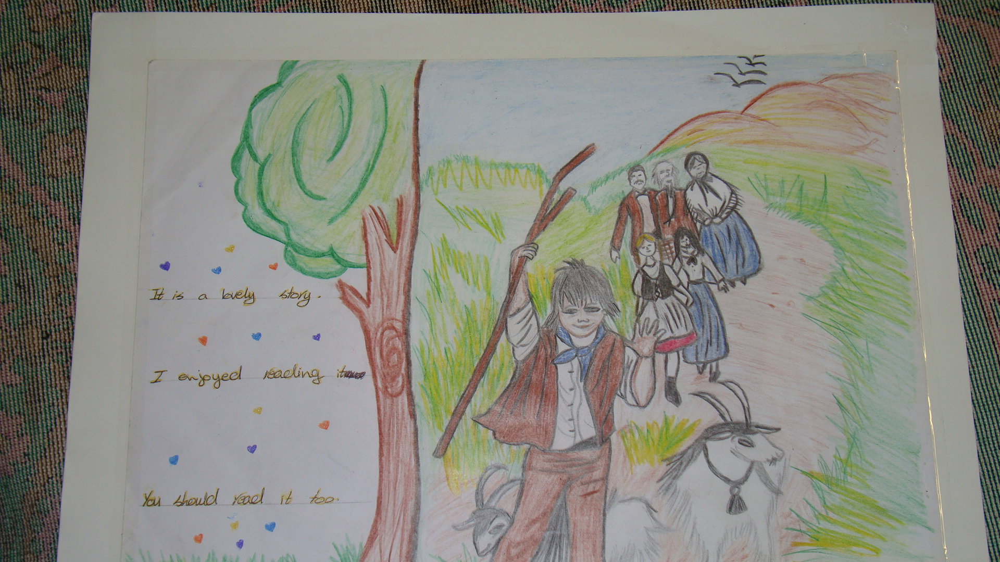 It is a lovely story.
I enjoyed reading it
You should read it too.